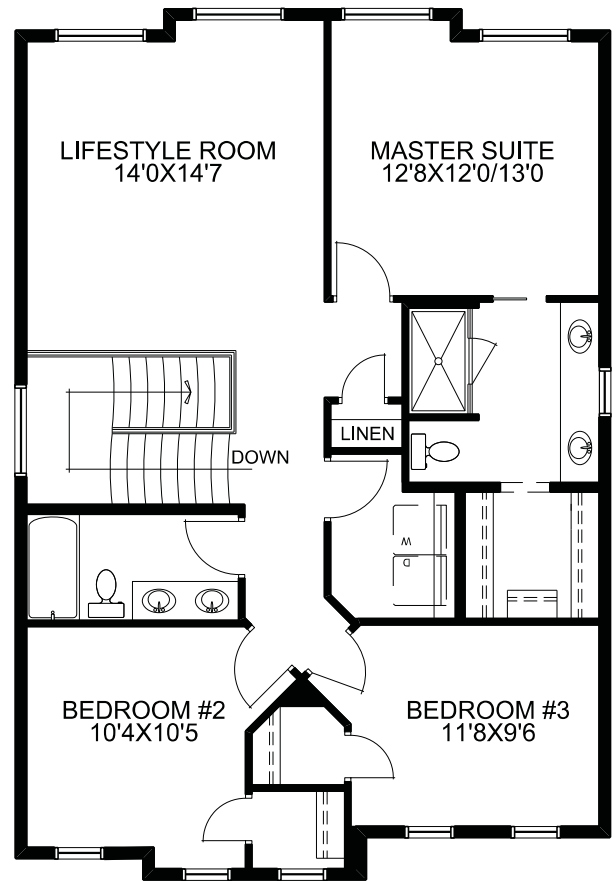 LIFESTYLE ROOM
14'0X14'7
MASTER SUITE
12'8X12'0/13'0
LINEN
DOWN
W
D
BEDROOM #2
10'4X10'5
BEDROOM #3
11'8X9'6